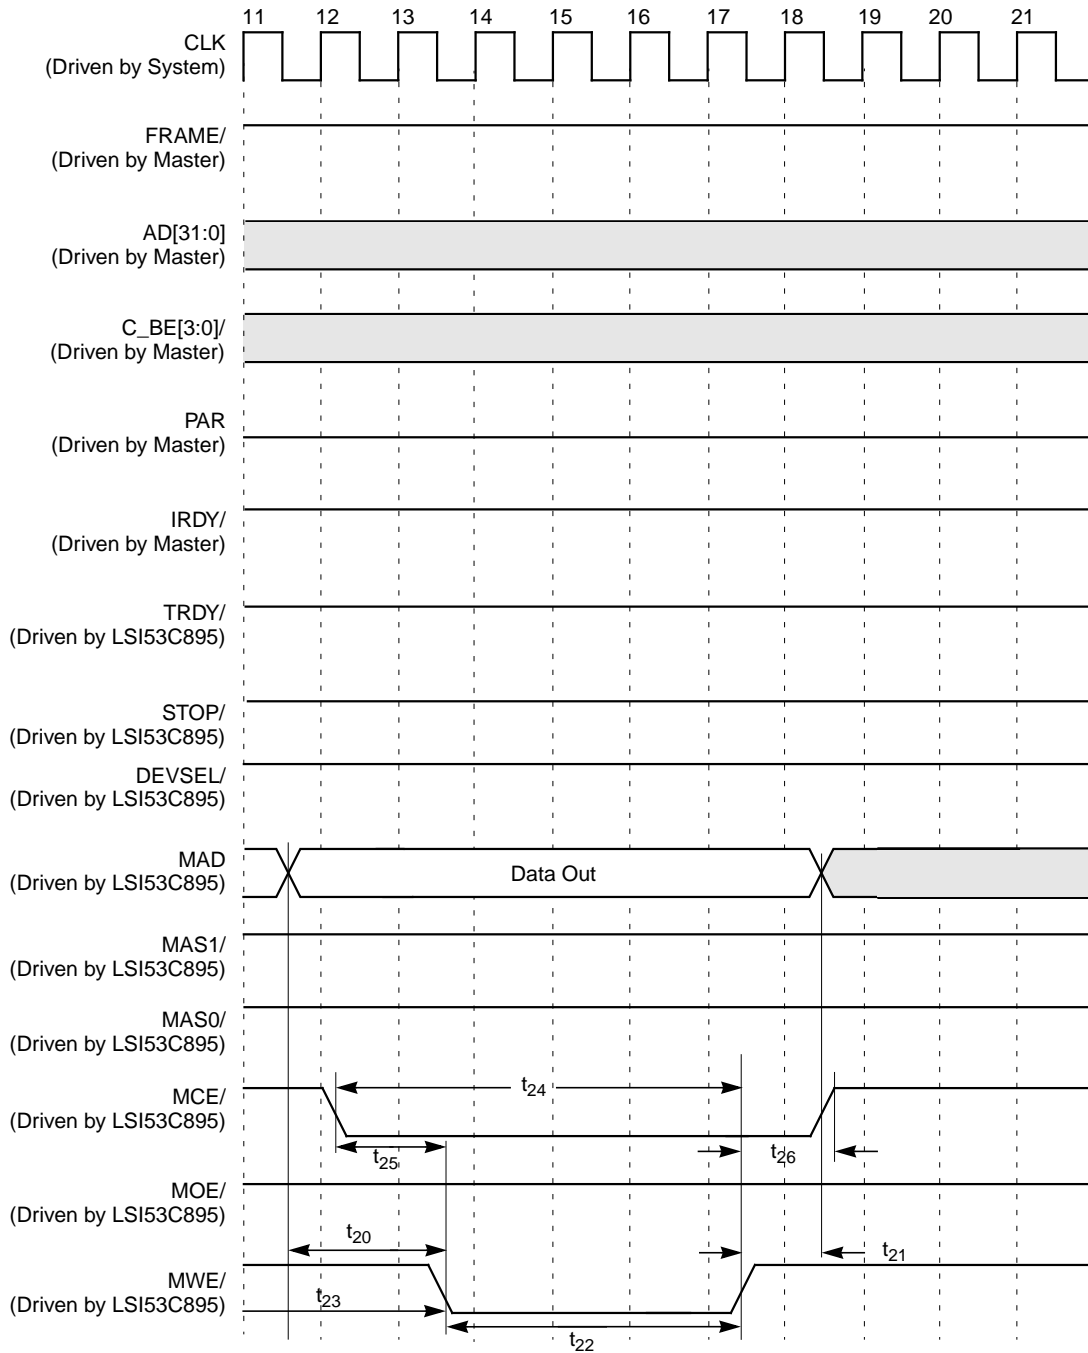 11 12 13 14 15 16 17 18 19 20 21
CLK
(Driven by System)
FRAME/
(Driven by Master)
AD[31:0]
(Driven by Master)
C_BE[3:0]/
(Driven by Master)
PAR
(Driven by Master)
IRDY/
(Driven by Master)
TRDY/
(Driven by LSI53C895)
STOP/
(Driven by LSI53C895)
DEVSEL/
(Driven by LSI53C895)
MAD
(Driven by LSI53C895)
Data Out
MAS1/
(Driven by LSI53C895)
MAS0/
(Driven by LSI53C895)
t24
MCE/
(Driven by LSI53C895)
t25
t26
MOE/
(Driven by LSI53C895)
t20
t21
MWE/
(Driven by LSI53C895)
t23
t22